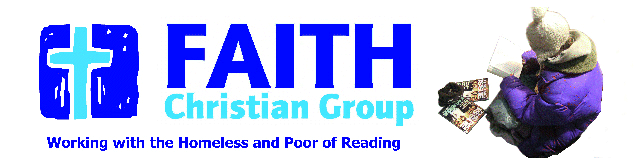 FAITH
Christian Group
Working with the Homeless and Poor of Reading